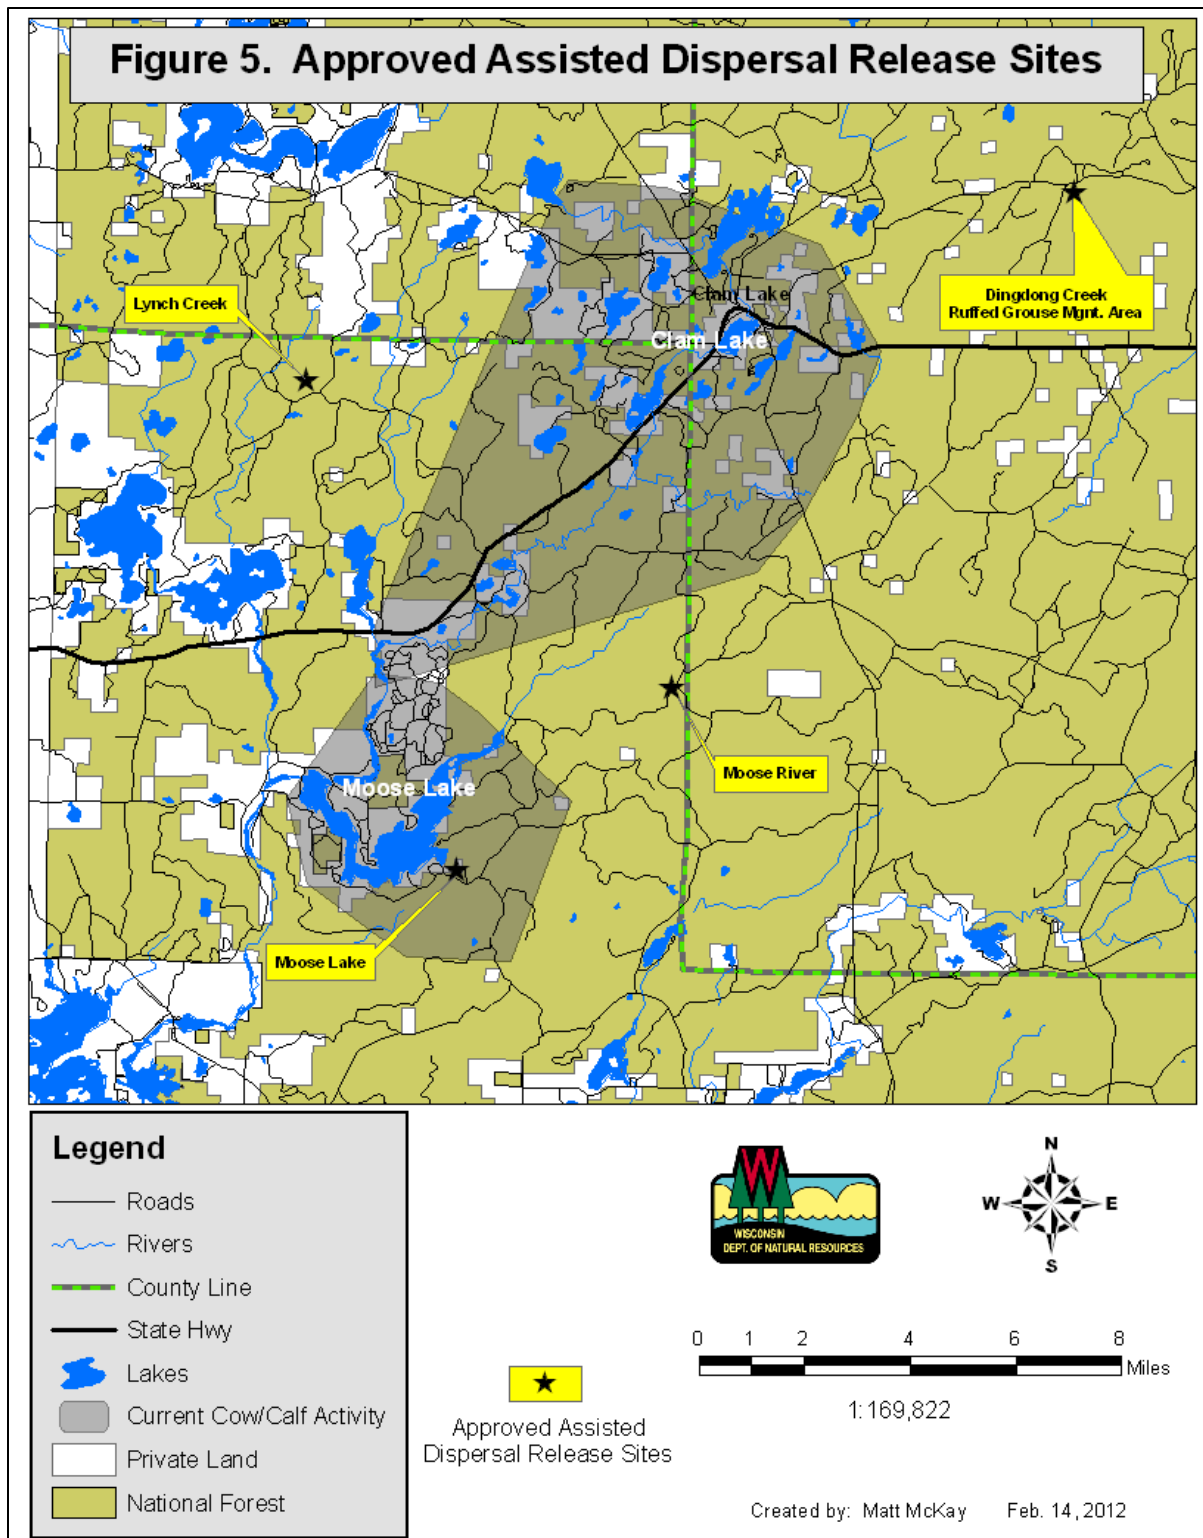 Figure 5.  Approved Assisted Dispersal Release Sites
Lynch Creek
Clam Lake
Clam Lake
Dingdong Creek
Ruffed Grouse Mgnt. Area
Moose River
Moose Lake
Moose Lake
Legend
Roads
Rivers
County Line
State Hwy
Lakes
Current Cow/Calf Activity
Private Land
National Forest
Approved Assisted
Dispersal Release Sites
W
WISCONSIN
DEPT. OF NATURAL RESOURCES
N
W
E
S
0 1 2 4 6 8
Miles
1:169,822
Created by:  Matt McKay Feb. 14, 2012